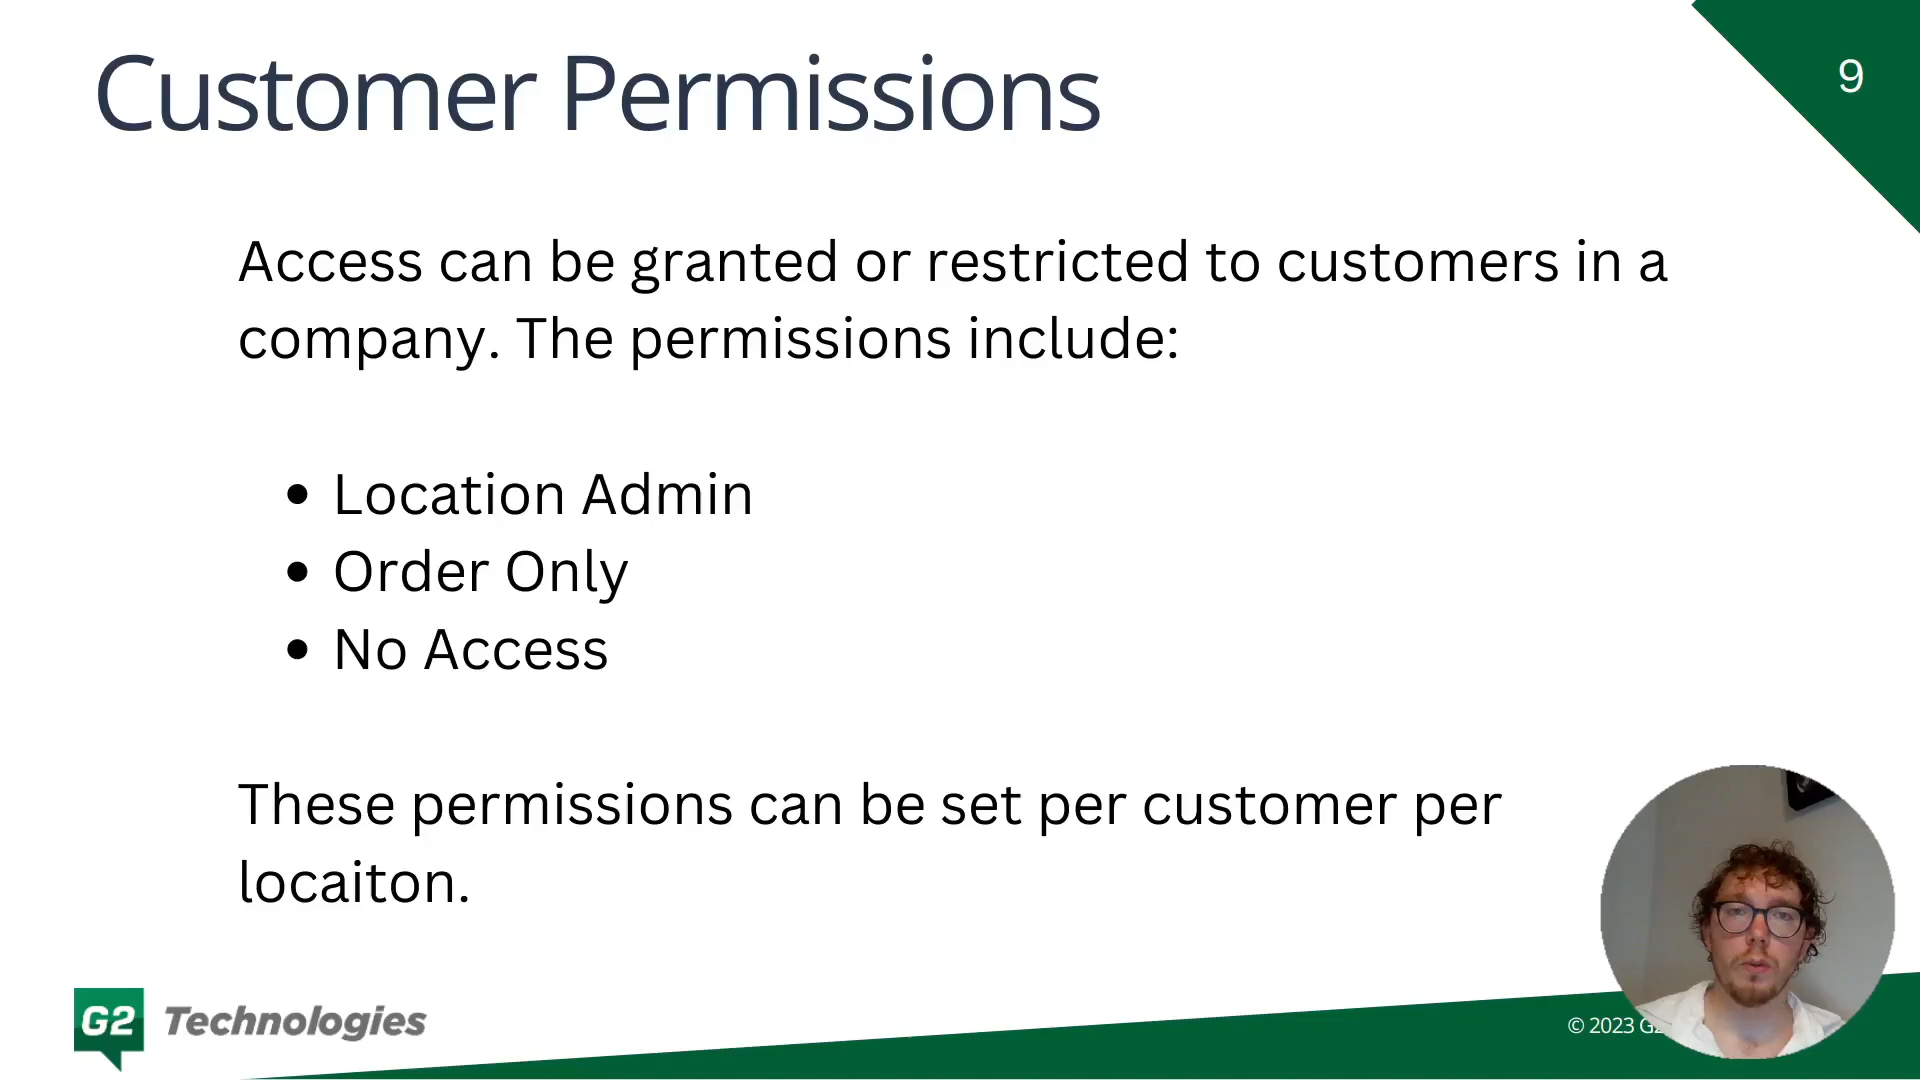 Customer Permissions
9
Access can be granted or restricted to customers in a
company. The permissions include:
• Location Admin
• Order Only
• No Access
These permissions can be set per customer per
locaiton.
G2 Technologies
© 2023 G2